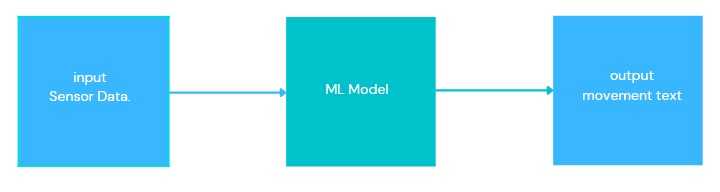 input
Sensor Data.
ML Model
output
movement text